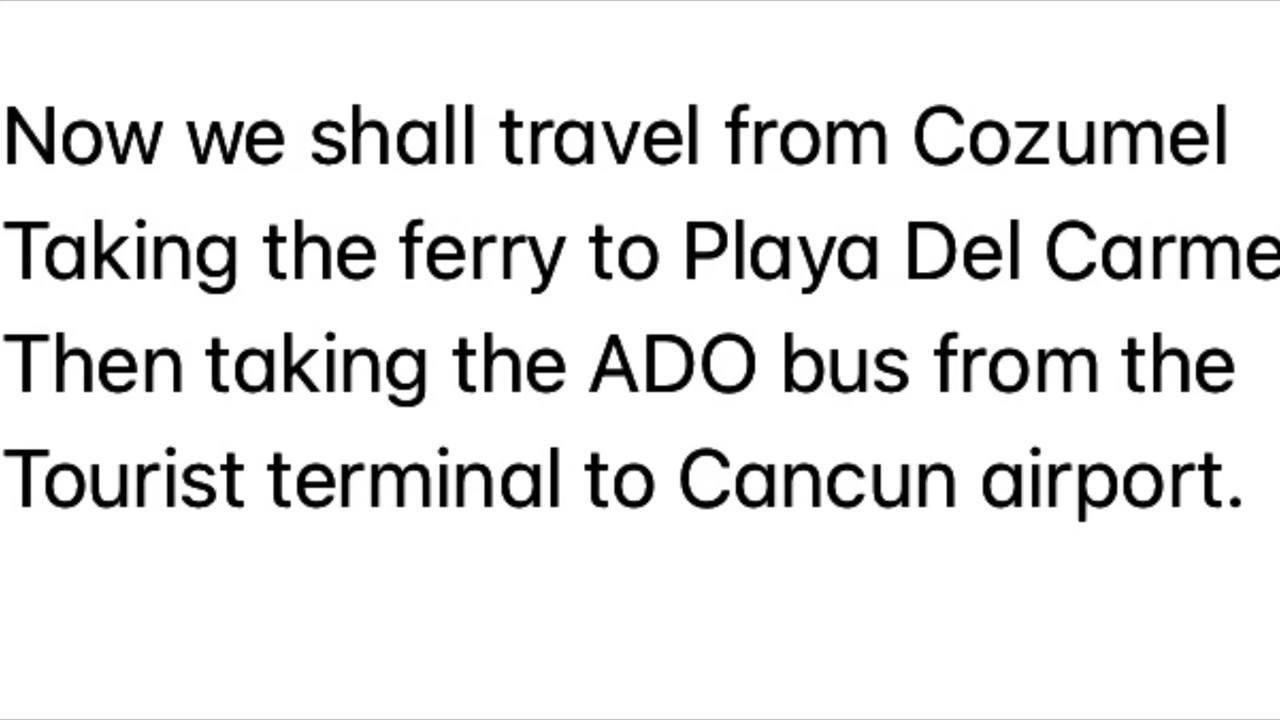 Now we shall travel from Cozumel
Taking the ferry to Playa Del Carme
Then taking the ADO bus from the
Tourist terminal to Cancun airport.